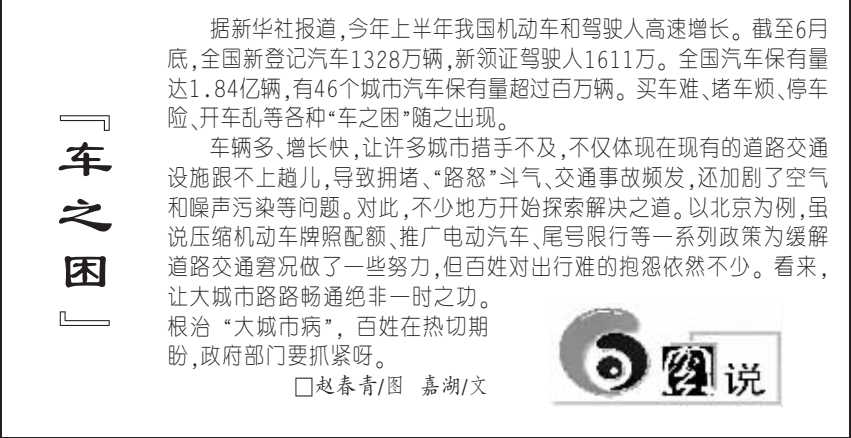 『车之困』
据新华社报道,今年上半年我国机动车和驾驶人高速增长。截至6月
底,全国新登记汽车1328万辆,新领证驾驶人1611万。全国汽车保有量
达1.84亿辆,有46个城市汽车保有量超过百万辆。买车难、堵车烦、停车
险、开车乱等各种“车之困”随之出现。
车辆多、增长快,让许多城市措手不及,不仅体现在现有的道路交通
设施跟不上趟儿,导致拥堵、“路怒”斗气、交通事故频发,还加剧了空气
和噪声污染等问题。对此,不少地方开始探索解决之道。以北京为例,虽
说压缩机动车牌照配额、推广电动汽车、尾号限行等一系列政策为缓解
道路交通窘况做了一些努力,但百姓对出行难的抱怨依然不少。看来,
让大城市路路畅通绝非一时之功。
根治“大城市病”,百姓在热切期
盼,政府部门要抓紧呀。
□赵春青/图 嘉湖/文
图说